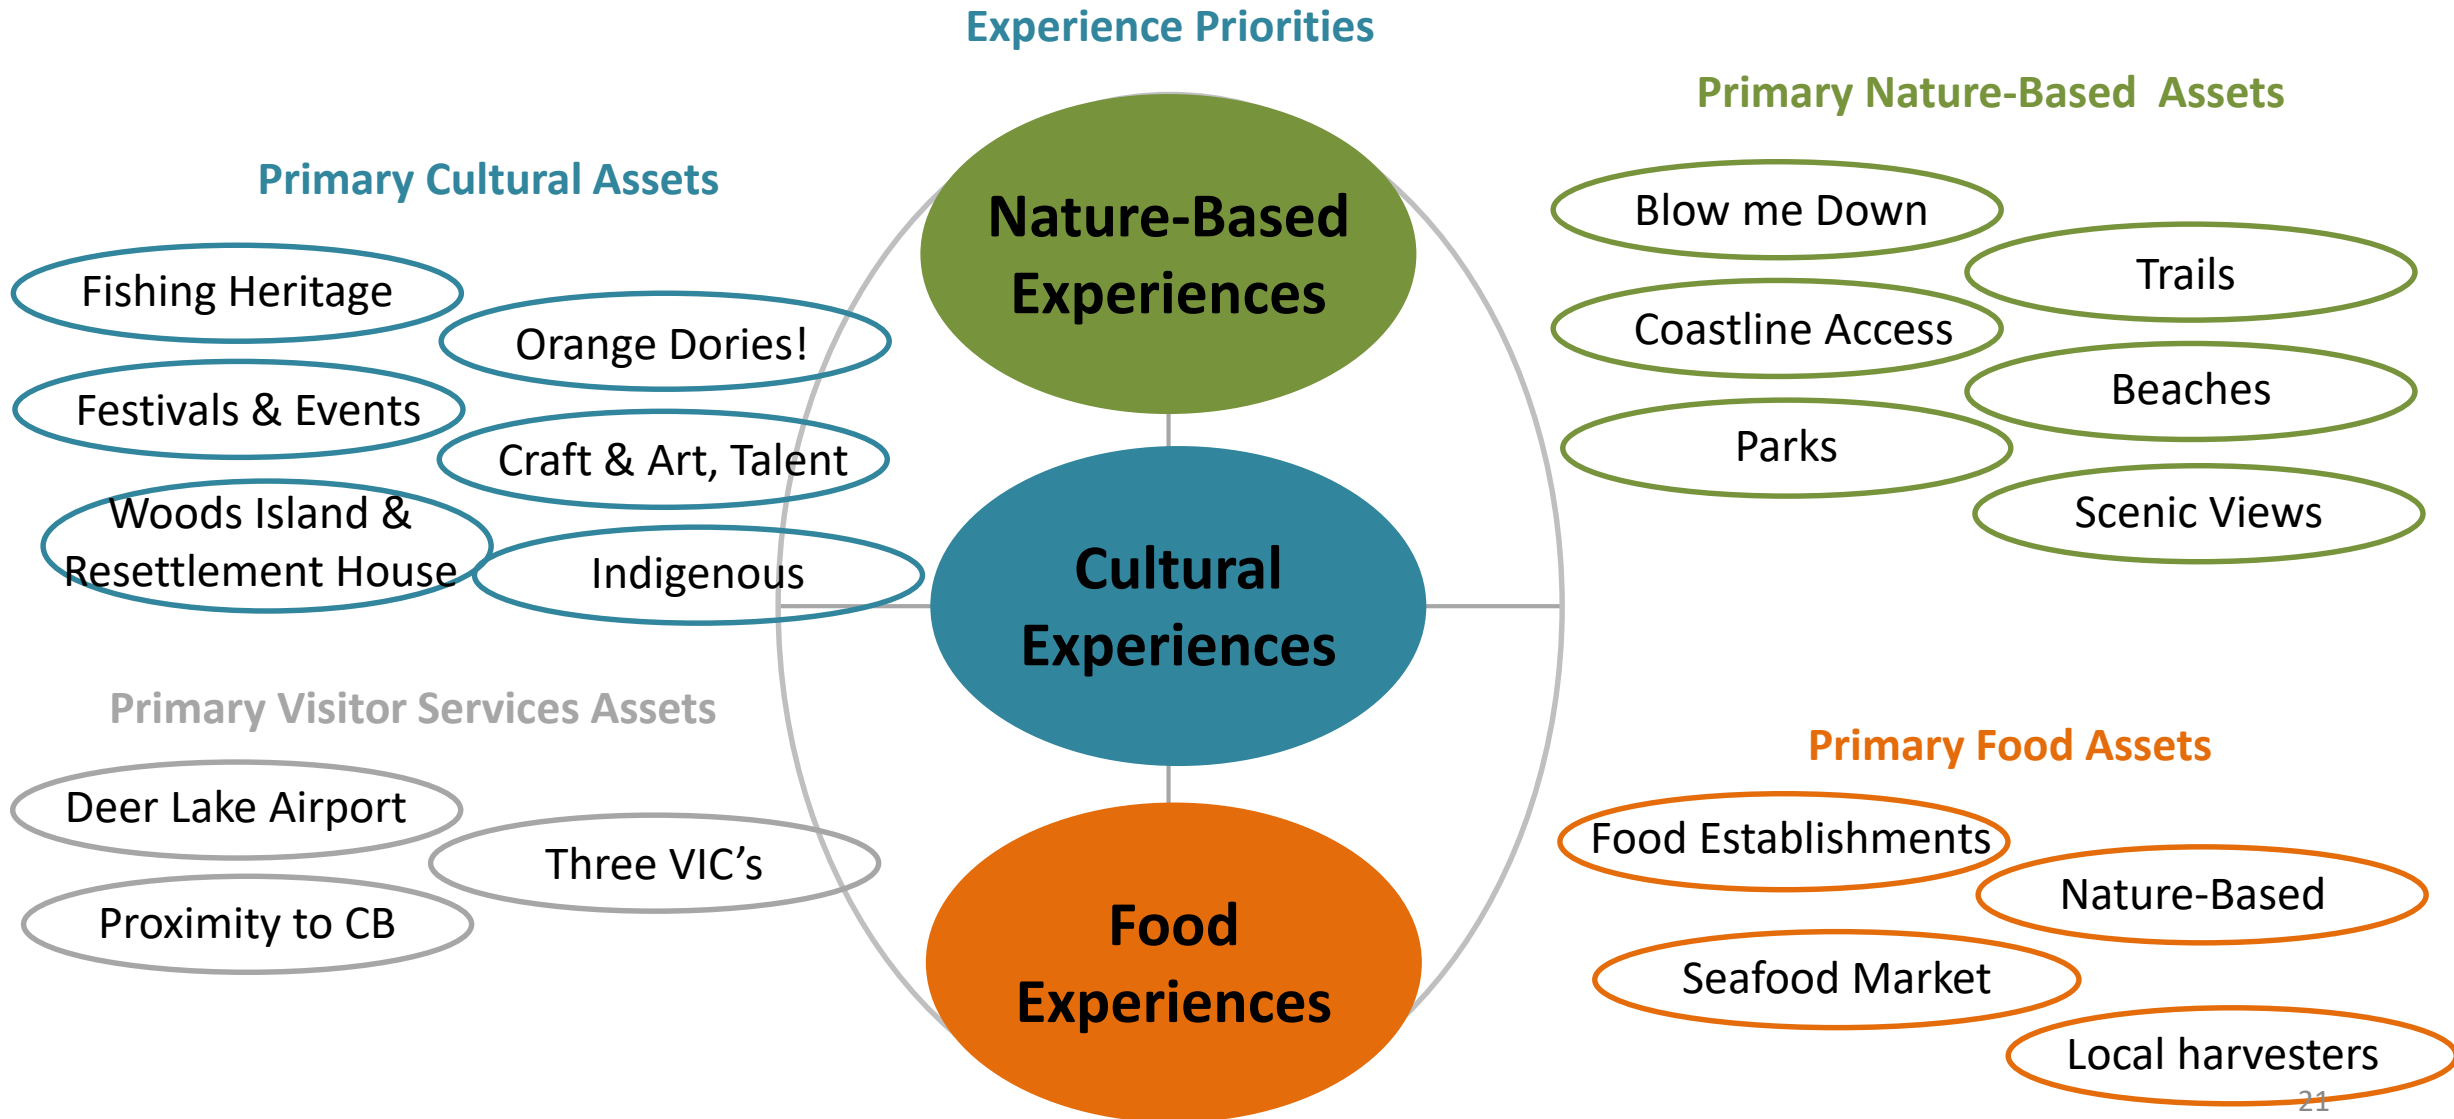 Experience Priorities
Primary Cultural Assets
Fishing Heritage
Orange Dories!
Festivals & Events
Craft & Art, Talent
Woods Island &
Resettlement House
Indigenous
Primary Visitor Services Assets
Deer Lake Airport
Three VIC’s
Proximity to CB
Nature-Based
Experiences
Cultural
Experiences
Food
Experiences
Primary Nature-Based  Assets
Blow me Down
Trails
Coastline Access
Beaches
Parks
Scenic Views
Primary Food Assets
Food Establishments
Nature-Based
Seafood Market
Local harvesters
21